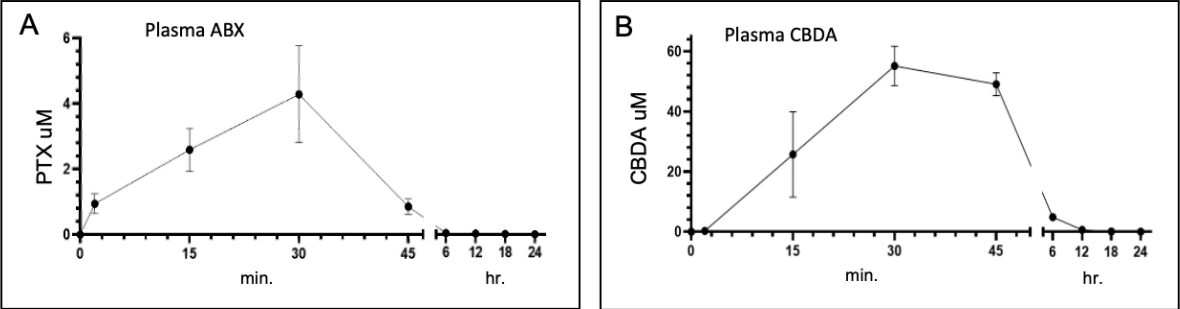 A
Plasma ABX
PTX uM
6
4
2
0
0 15 30 45 6 12 18 24
min. hr.
B
Plasma CBDA
CBDA uM
60
40
20
0
0 15 30 45 6 12 18 24
min. hr.